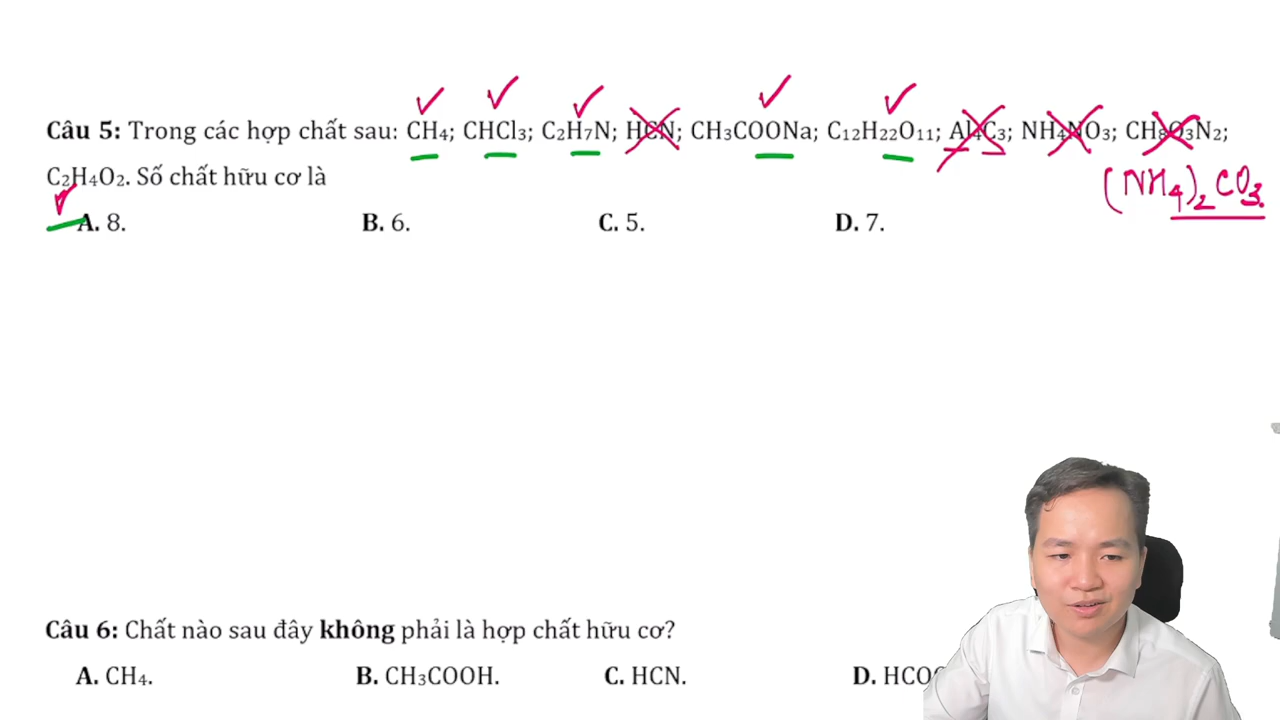 Câu 5: Trong các hợp chất sau: CH₄; CHCl₃; C₂H₇N; HCN; CH₃COONa; C₁₂H₂₂O₁₁; Al₄C₃; NH₄NO₃; CH₈O₃N₂;
(NH₄)₂CO₃
C₂H₄O₂. Số chất hữu cơ là
A. 8. B. 6. C. 5. D. 7.
Câu 6: Chất nào sau đây không phải là hợp chất hữu cơ?
A. CH₄. B. CH₃COOH. C. HCN. D.